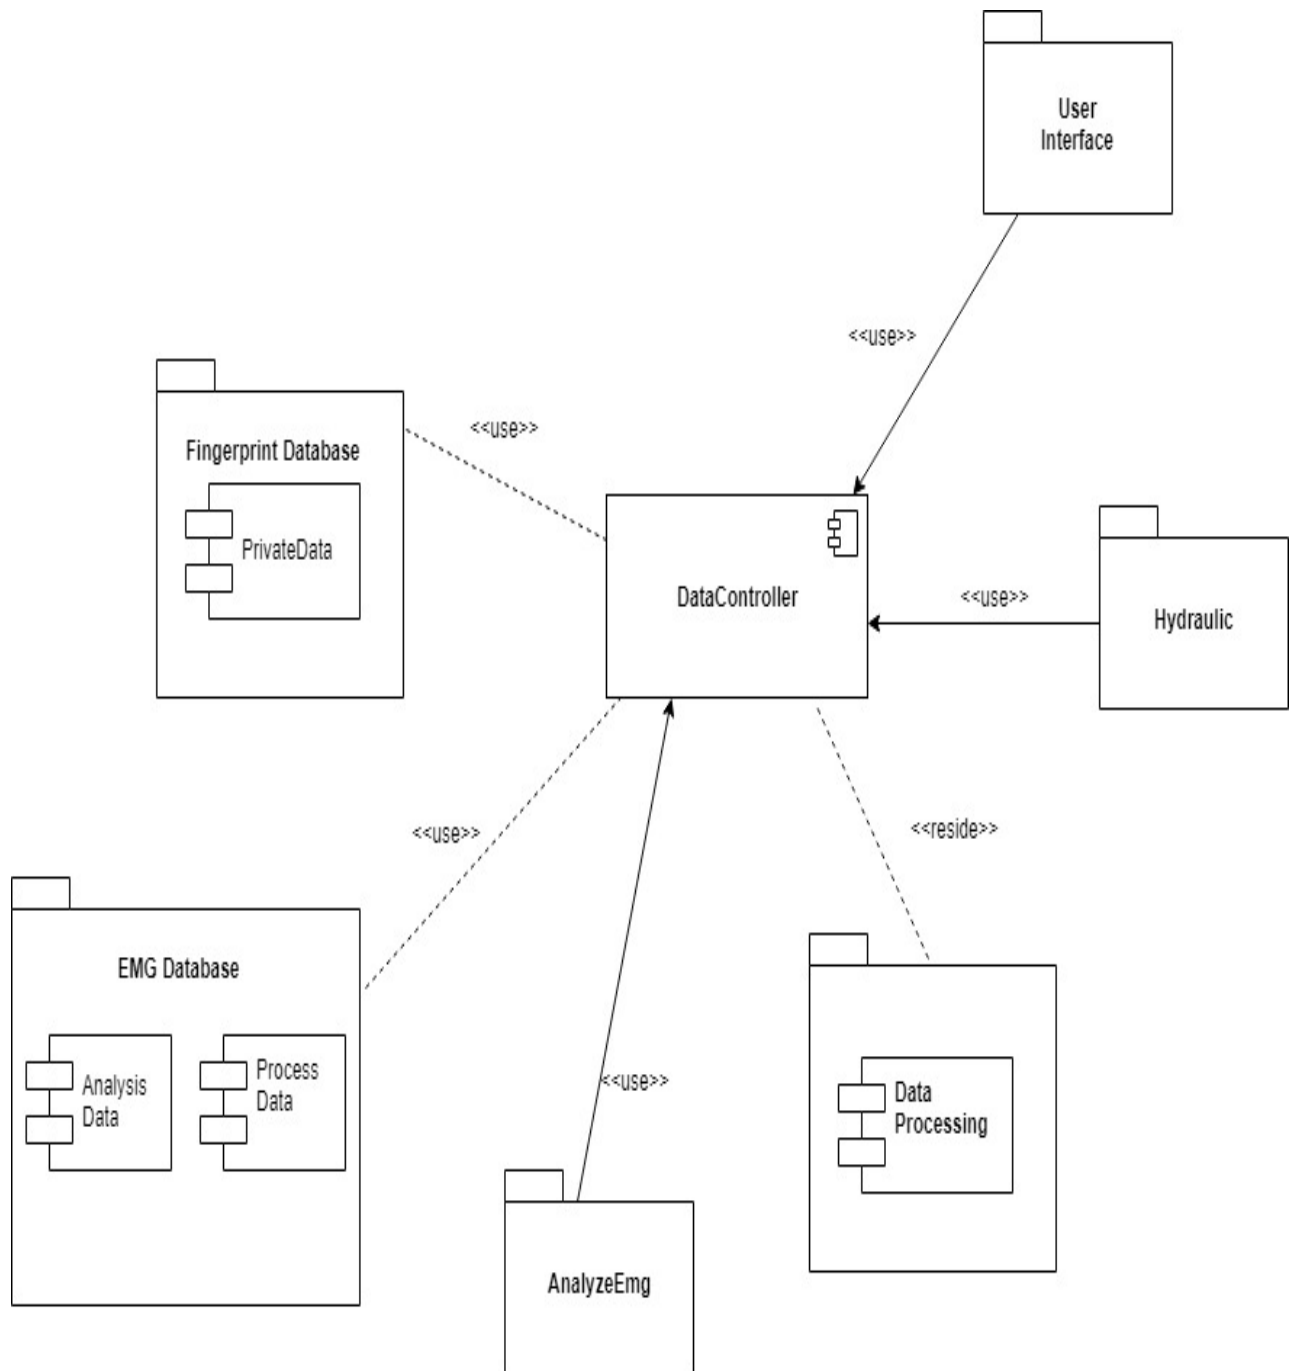 User
Interface
<<use>>
<<use>>
Fingerprint Database
PrivateData
DataController
<<use>>
Hydraulic
<<use>>
<<reside>>
EMG Database
Analysis
Data
Process
Data
<<use>>
Data
Processing
AnalyzeEmg